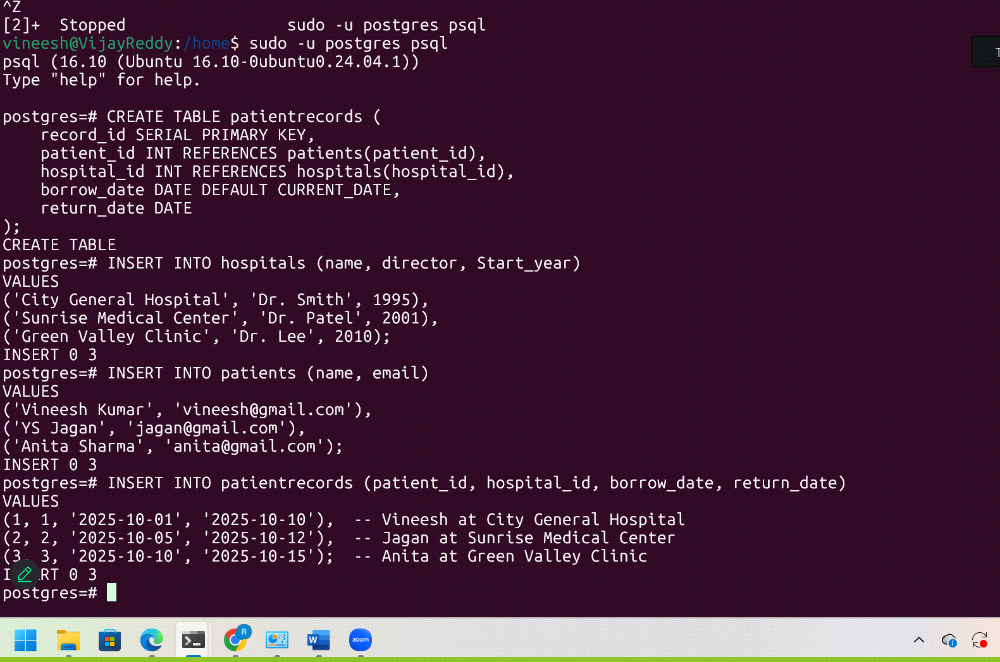 ^Z
[2]+  Stopped                 sudo -u postgres psql
vineesh@VijayReddy:/home$ sudo -u postgres psql
psql (16.10 (Ubuntu 16.10-0ubuntu0.24.04.1))
Type "help" for help.

postgres=# CREATE TABLE patientrecords (
    record_id SERIAL PRIMARY KEY,
    patient_id INT REFERENCES patients(patient_id),
    hospital_id INT REFERENCES hospitals(hospital_id),
    borrow_date DATE DEFAULT CURRENT_DATE,
    return_date DATE
);
CREATE TABLE
postgres=# INSERT INTO hospitals (name, director, Start_year)
VALUES
('City General Hospital', 'Dr. Smith', 1995),
('Sunrise Medical Center', 'Dr. Patel', 2001),
('Green Valley Clinic', 'Dr. Lee', 2010);
INSERT 0 3
postgres=# INSERT INTO patients (name, email)
VALUES
('Vineesh Kumar', 'vineesh@gmail.com'),
('YS Jagan', 'jagan@gmail.com'),
('Anita Sharma', 'anita@gmail.com');
INSERT 0 3
postgres=# INSERT INTO patientrecords (patient_id, hospital_id, borrow_date, return_date)
VALUES
(1, 1, '2025-10-01', '2025-10-10'),  -- Vineesh at City General Hospital
(2, 2, '2025-10-05', '2025-10-12'),  -- Jagan at Sunrise Medical Center
(3, 3, '2025-10-10', '2025-10-15');  -- Anita at Green Valley Clinic
RT 0 3
postgres=#
R
W
zoom